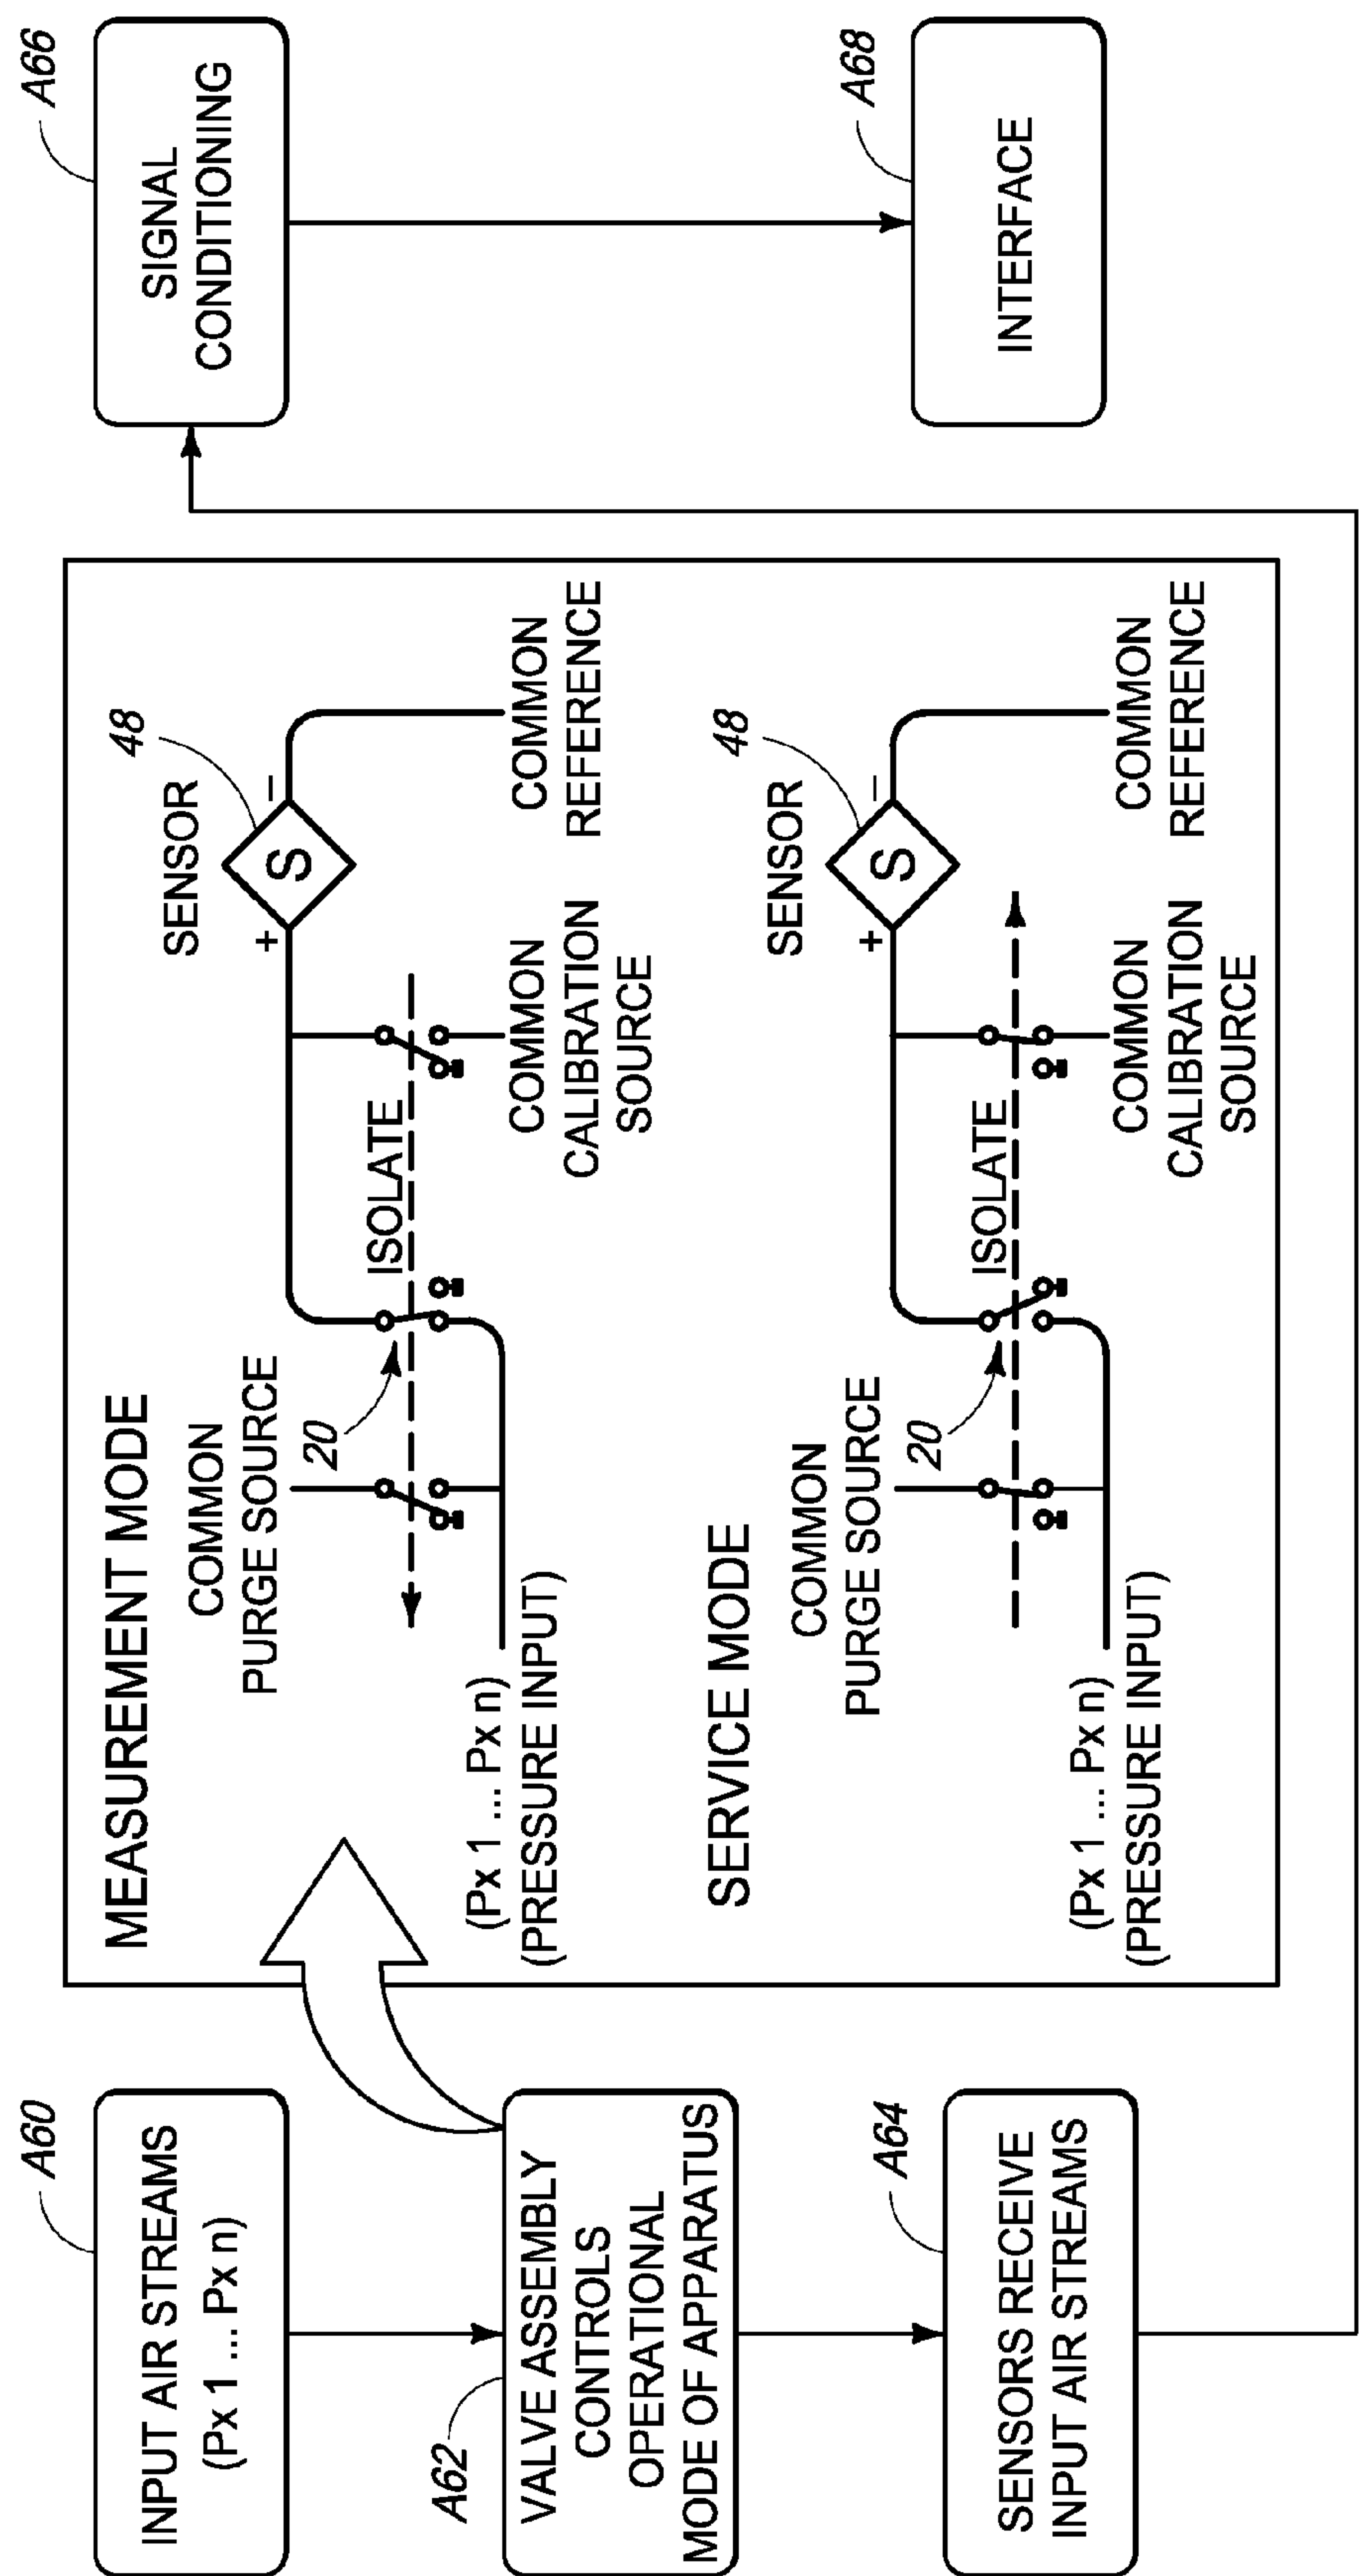 A60
INPUT AIR STREAMS
(Px 1 ... Px n)
A62
VALVE ASSEMBLY
CONTROLS
OPERATIONAL
MODE OF APPARATUS
A64
SENSORS RECEIVE
INPUT AIR STREAMS
MEASUREMENT MODE
COMMON
PURGE SOURCE
20
ISOLATE
SENSOR
48
+
S
−
(Px 1 ... Px n)
(PRESSURE INPUT)
COMMON
CALIBRATION
SOURCE
COMMON
REFERENCE
SERVICE MODE
COMMON
PURGE SOURCE
20
ISOLATE
SENSOR
48
+
S
−
(Px 1 ... Px n)
(PRESSURE INPUT)
COMMON
CALIBRATION
SOURCE
COMMON
REFERENCE
A66
SIGNAL
CONDITIONING
A68
INTERFACE